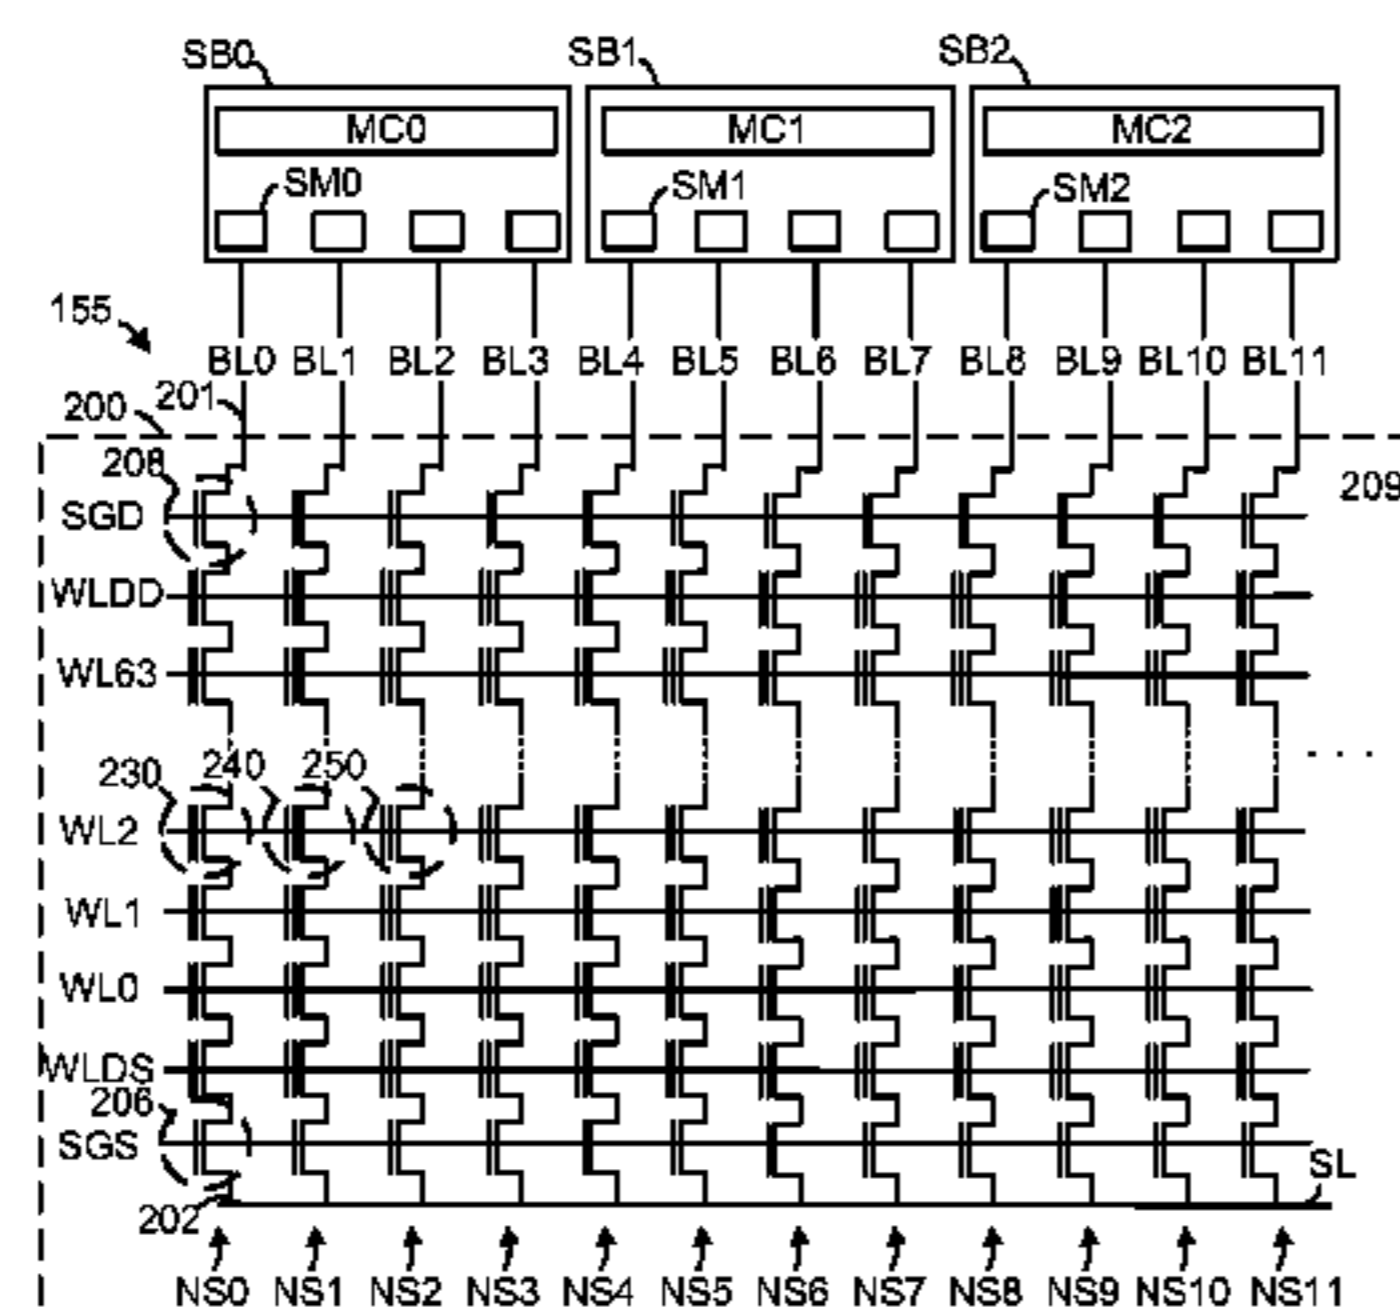 SB0 SB1 SB2
MC0 MC1 MC2
SM0 SM1 SM2
155
BL0 BL1 BL2 BL3 BL4 BL5 BL6 BL7 BL8 BL9 BL10 BL11
200 201
208
209
SGD
WLDD
WL63
230 240 250
WL2
WL1
WL0
WLDS
206
SGS
SL
202
NS0 NS1 NS2 NS3 NS4 NS5 NS6 NS7 NS8 NS9 NS10 NS11